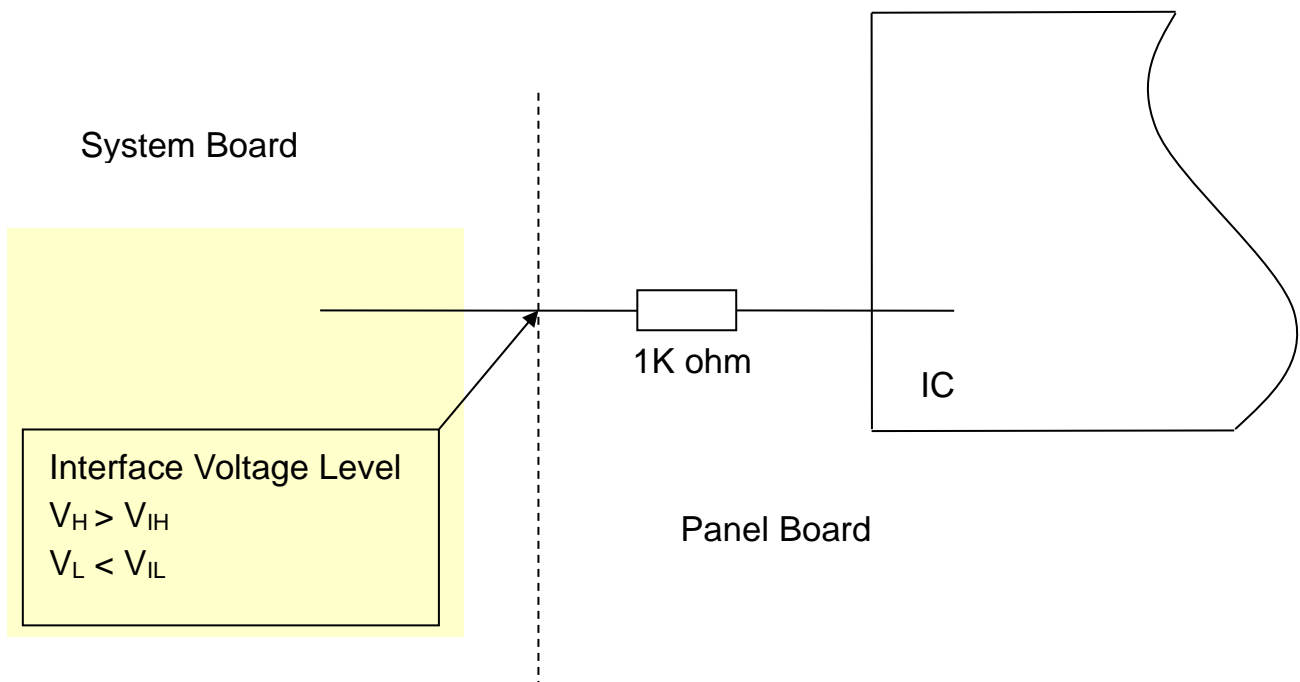 System Board
1K ohm
IC
Interface Voltage Level
VH > VIH
VL < VIL
Panel Board